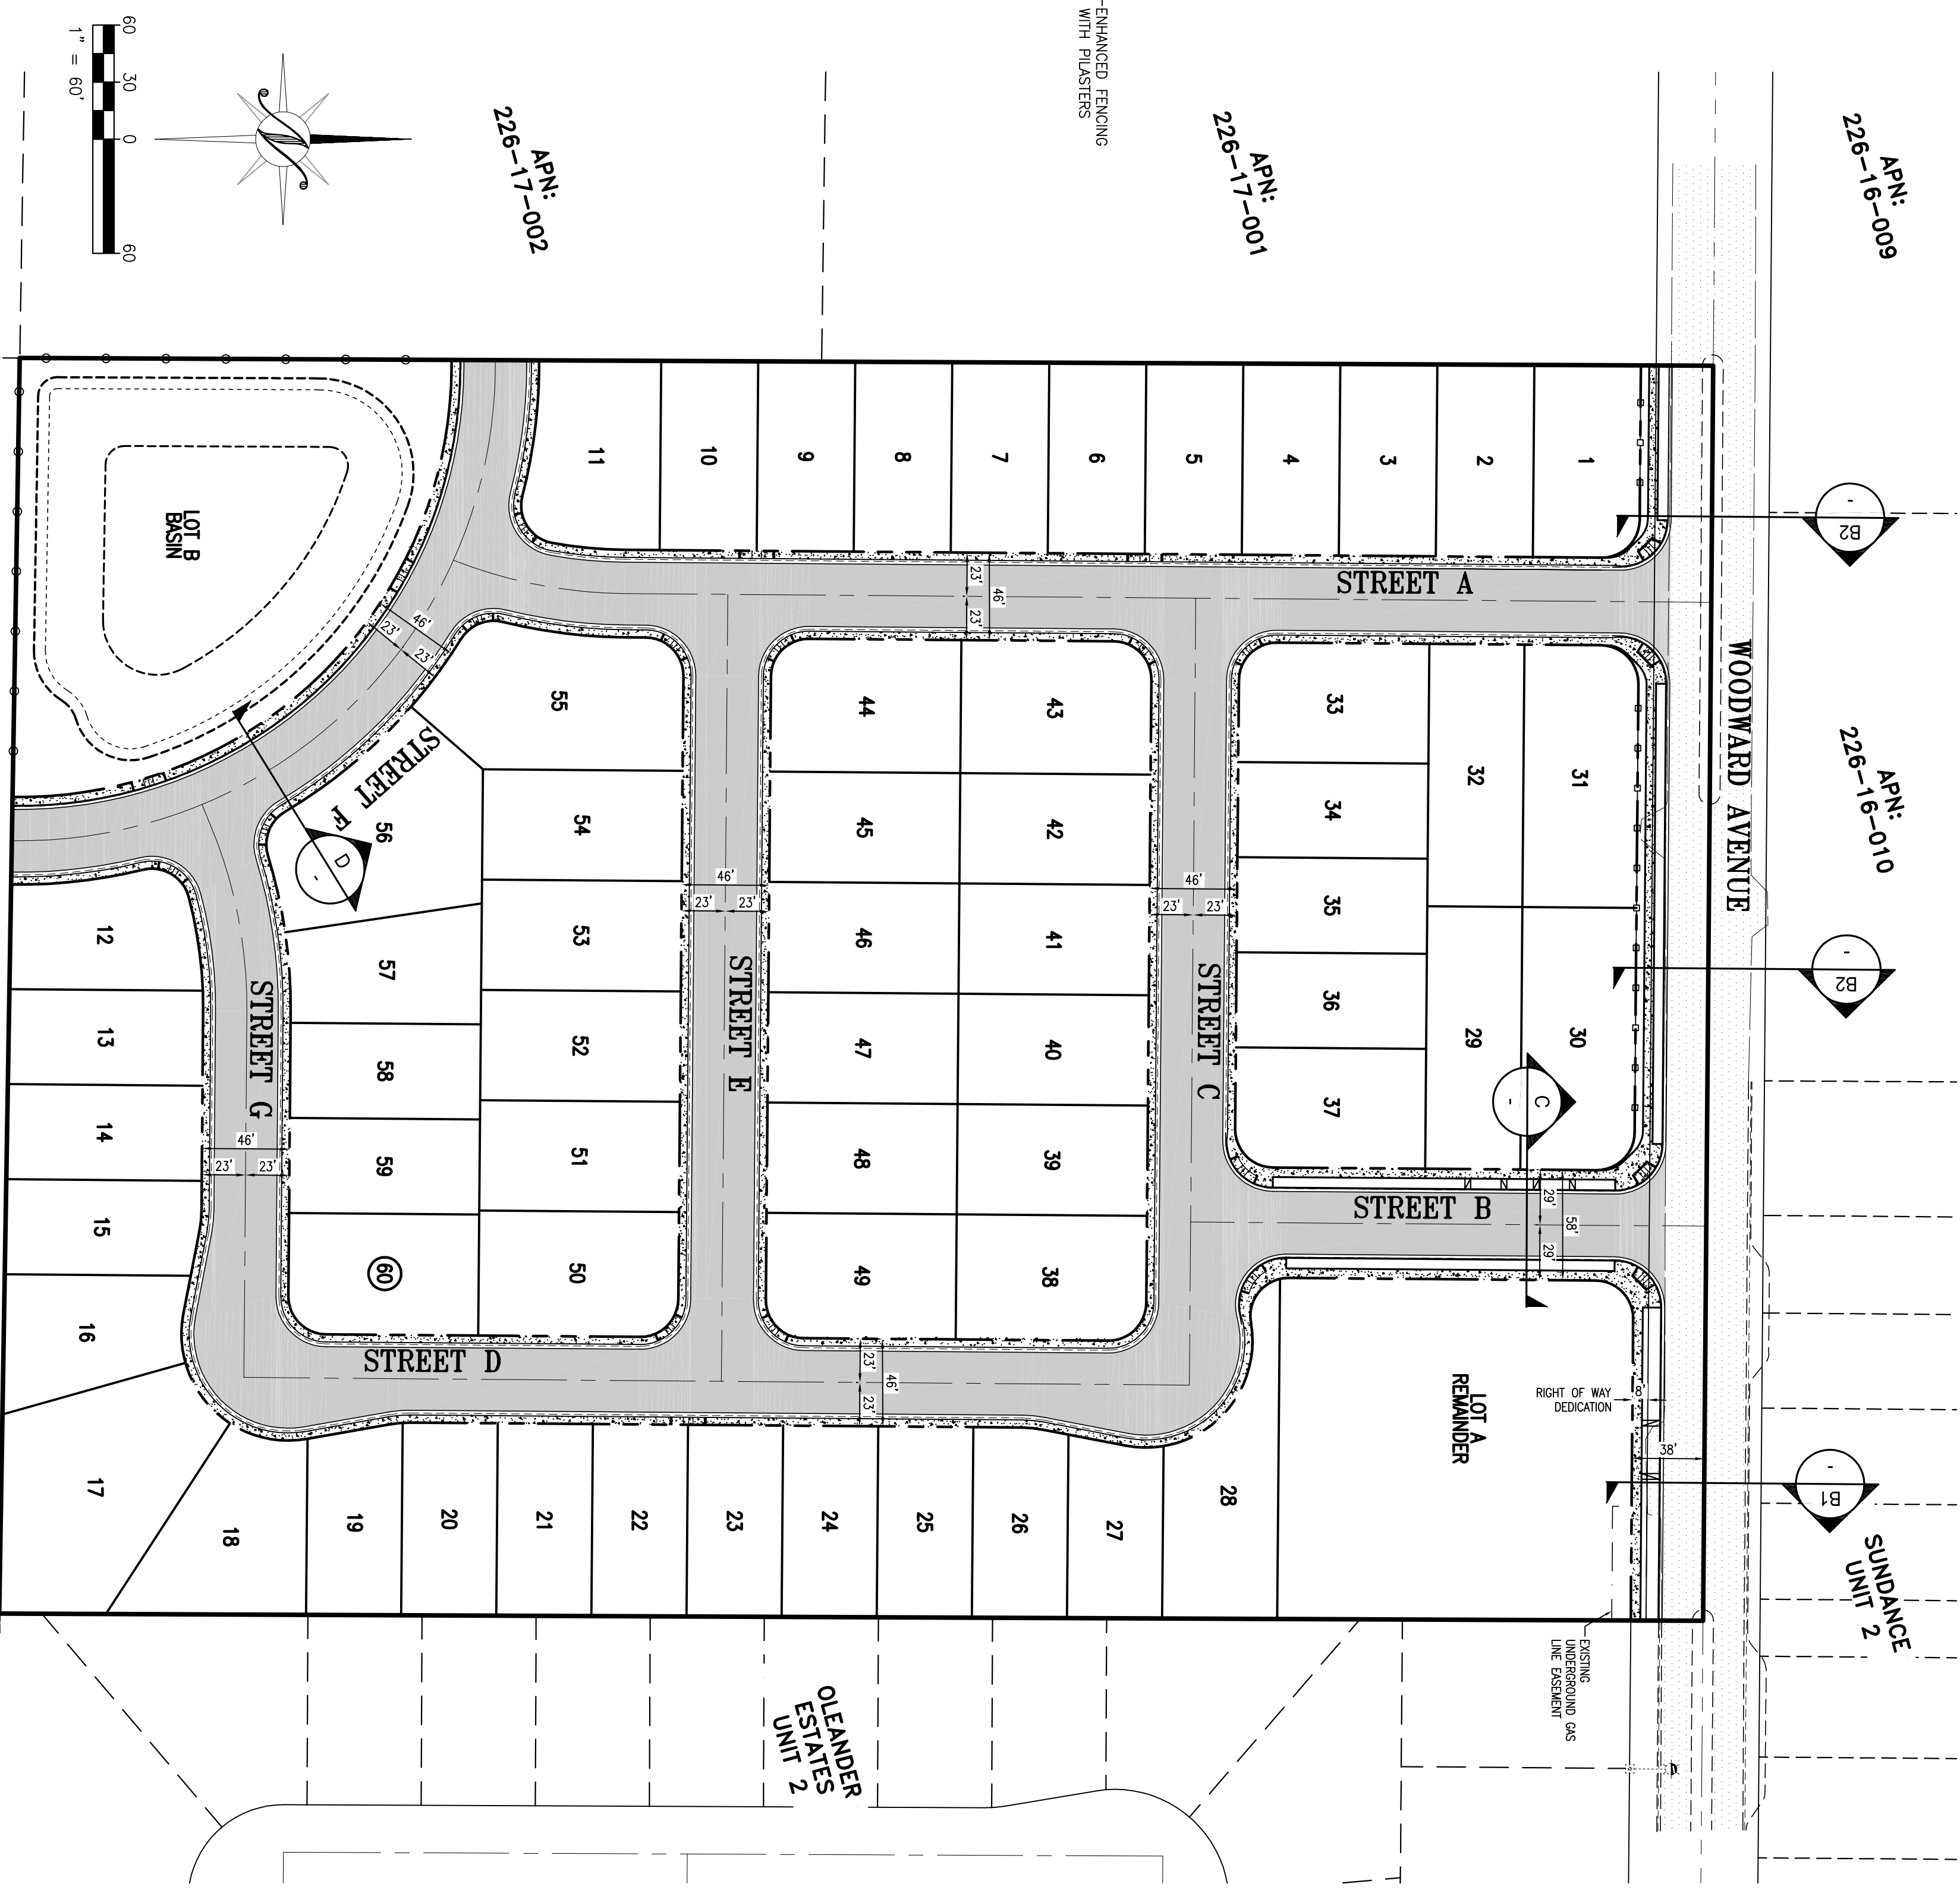 -ENHANCED FENCING
WITH PILASTERS
60
30
0
60
1" = 60'
APN:
226-17-002
APN:
226-17-001
APN:
226-16-009
APN:
226-16-010
SUNDANCE
UNIT 2
OLEANDER
ESTATES
UNIT 2
WOODWARD AVENUE
-
B2
-
B2
-
B1
C
-
D
-
STREET A
STREET B
STREET C
STREET D
STREET E
STREET F
STREET G
LOT B
BASIN
LOT A
REMAINDER
RIGHT OF WAY
DEDICATION
8'
38'
EXISTING
UNDERGROUND GAS
LINE EASEMENT
1
2
3
4
5
6
7
8
9
10
11
12
13
14
15
16
17
18
19
20
21
22
23
24
25
26
27
28
29
30
31
32
33
34
35
36
37
38
39
40
41
42
43
44
45
46
47
48
49
50
51
52
53
54
55
56
57
58
59
60
23'
46'
23'
46'
23'
23'
46'
23'
23'
46'
23'
23'
46'
23'
23'
23'
46'
23'
29'
58'
29'